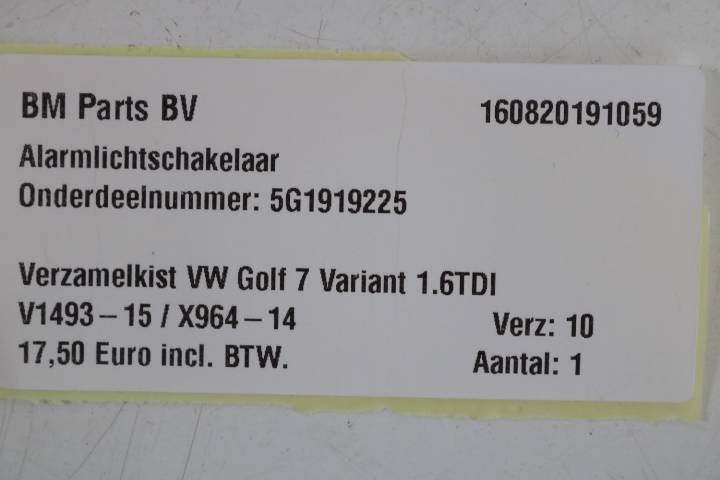 BM Parts BV 160820191059
Alarmlichtschakelaar
Onderdeelnummer: 5G1919225
Verzamelkist VW Golf 7 Variant 1.6TDI
V1493–15 / X964–14 Verz: 10
17,50 Euro incl. BTW. Aantal: 1